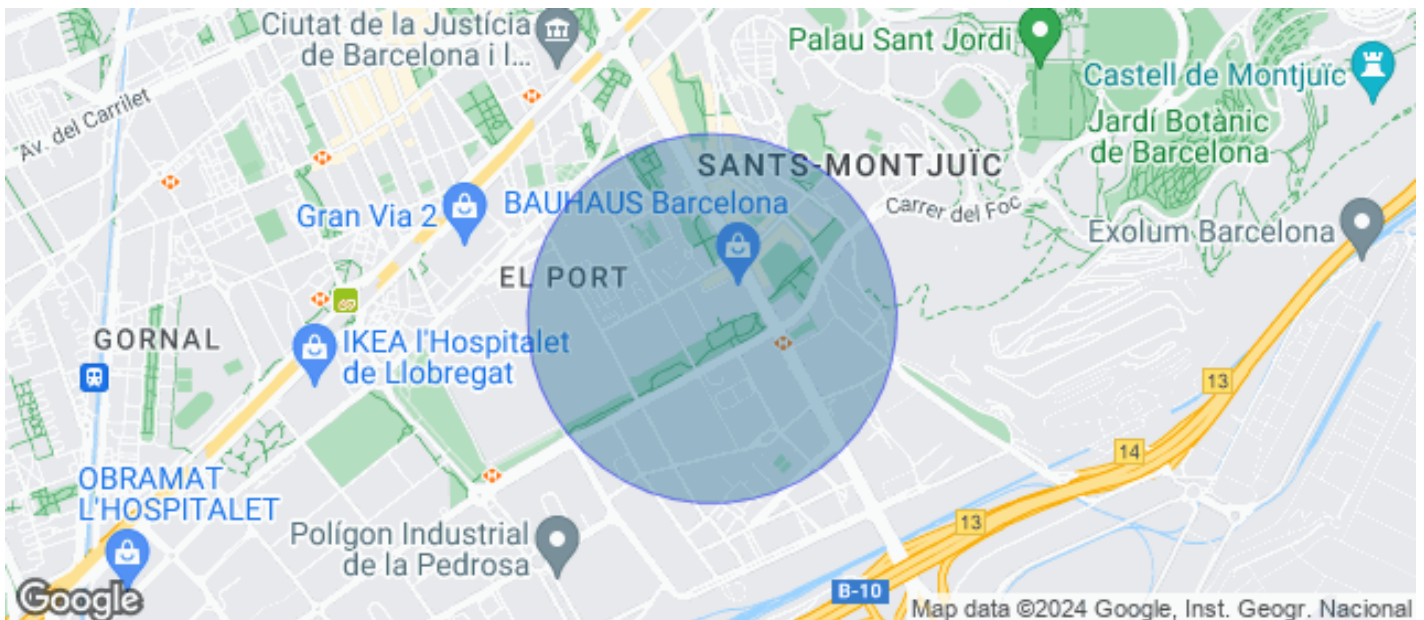 Ciutat de la Justícia
de Barcelona i l...
Palau Sant Jordi
Castell de Montjuïc
Av. del Carrilet
Jardí Botànic
de Barcelona
SANTS-MONTJUÏC
Gran Via 2
BAUHAUS Barcelona
Carrer del Foc
Exolum Barcelona
EL PORT
GORNAL
IKEA l'Hospitalet
de Llobregat
13
14
OBRAMAT
L'HOSPITALET
13
Polígon Industrial
de la Pedrosa
B-10
Google
Map data ©2024 Google, Inst. Geogr. Nacional